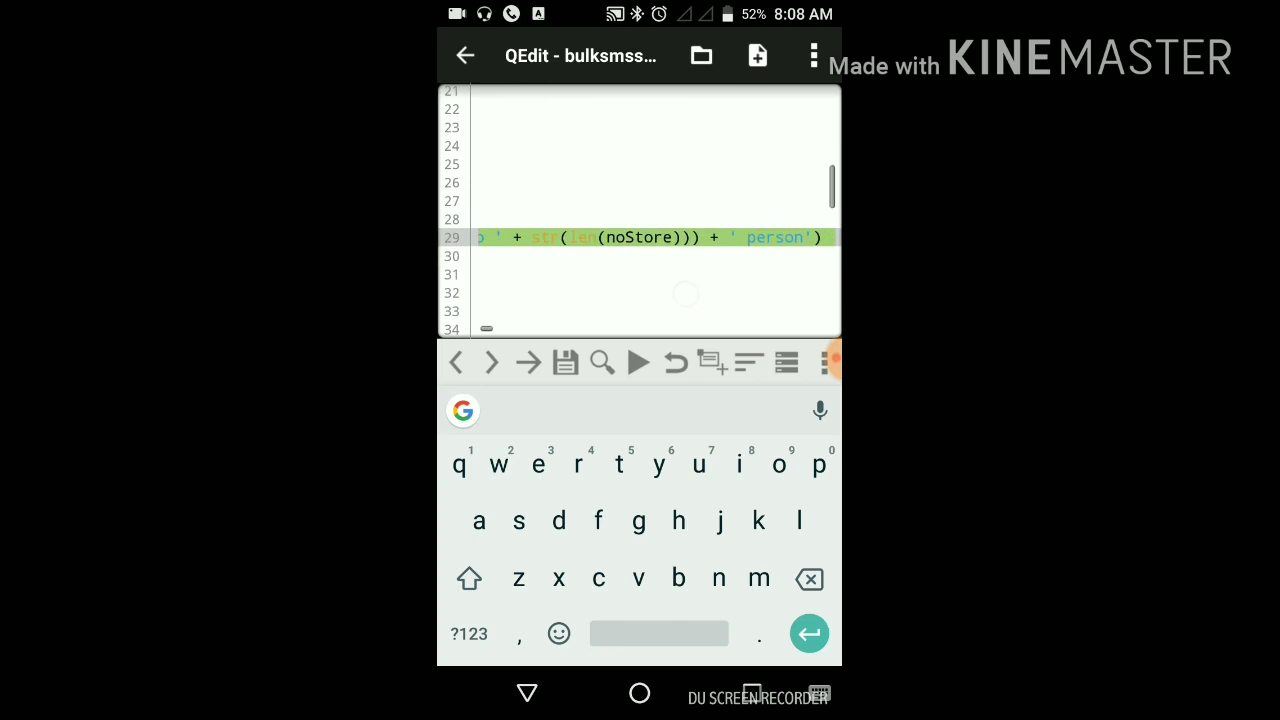 52% 8:08 AM
QEdit - bulksmss...
Made with KINEMASTER
21
22
23
24
25
26
27
28
29 ' + str(len(noStore))) + ' person')
30
31
32
33
34
G
1 2 3 4 5 6 7 8 9 0
q w e r t y u i o p
a s d f g h j k l
z x c v b n m
?123 , .
DU SCREEN RECORDER